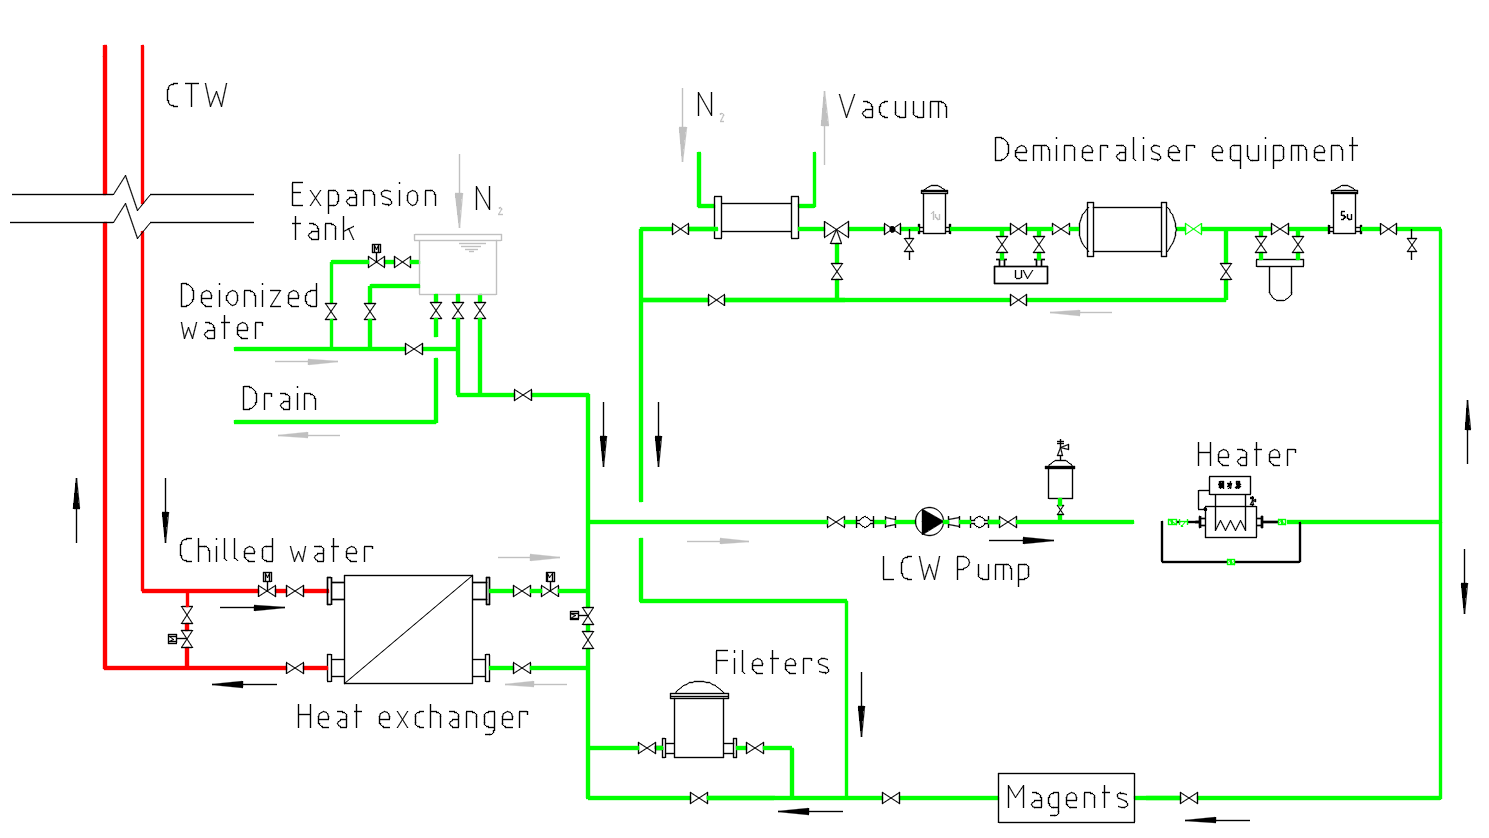 CTW
N2
Vacuum
Demineraliser equipment
Expansion
tank
N2
M
1u
5u
UV
Deionized
water
Drain
Heater
Chilled water
LCW Pump
M
M
M
M
Fileters
Heat exchanger
Magents